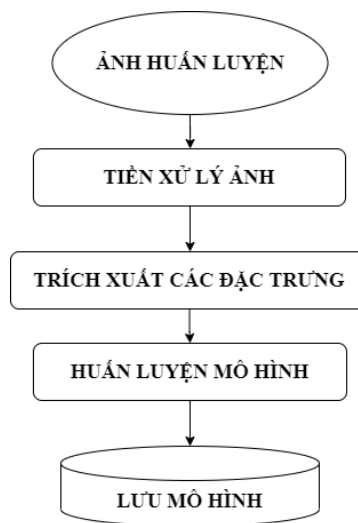 ẢNH HUẤN LUYỆN
TIỀN XỬ LÝ ẢNH
TRÍCH XUẤT CÁC ĐẶC TRƯNG
HUẤN LUYỆN MÔ HÌNH
LƯU MÔ HÌNH